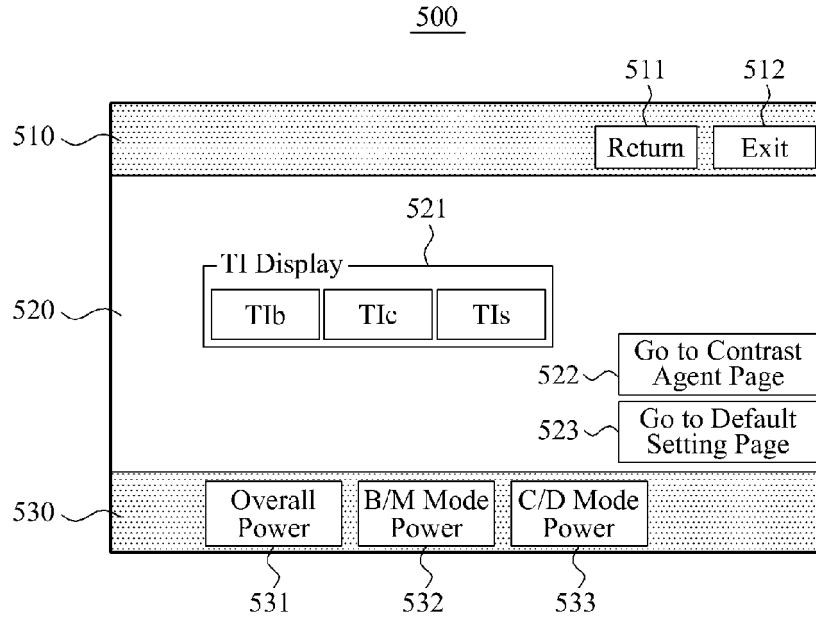 500
511
512
510
Return
Exit
521
TI Display
520
TIb
TIc
TIs
522
Go to Contrast
Agent Page
523
Go to Default
Setting Page
530
Overall
Power
B/M Mode
Power
C/D Mode
Power
531
532
533